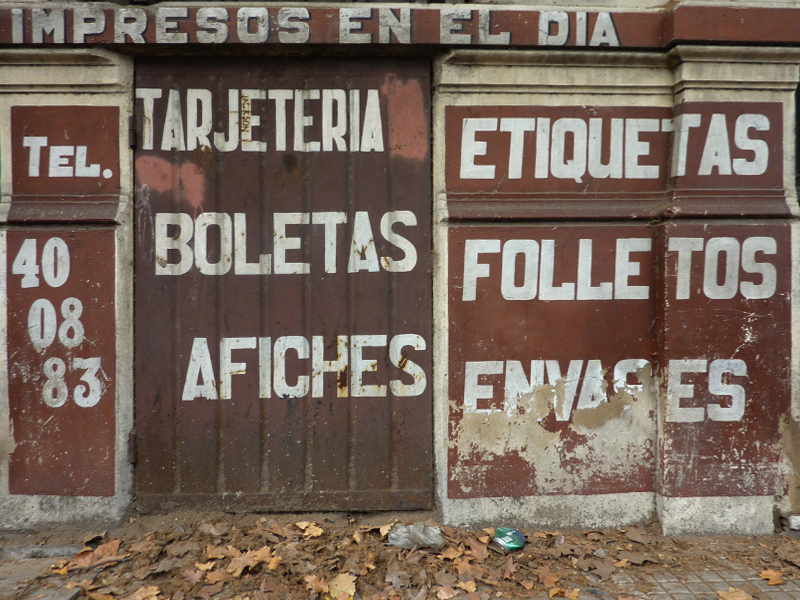 IMPRESOS EN EL DIA
TEL.
40
08
83
TARJETERIA
BOLETAS
AFICHES
ETIQUETAS
FOLLETOS
ENVASES